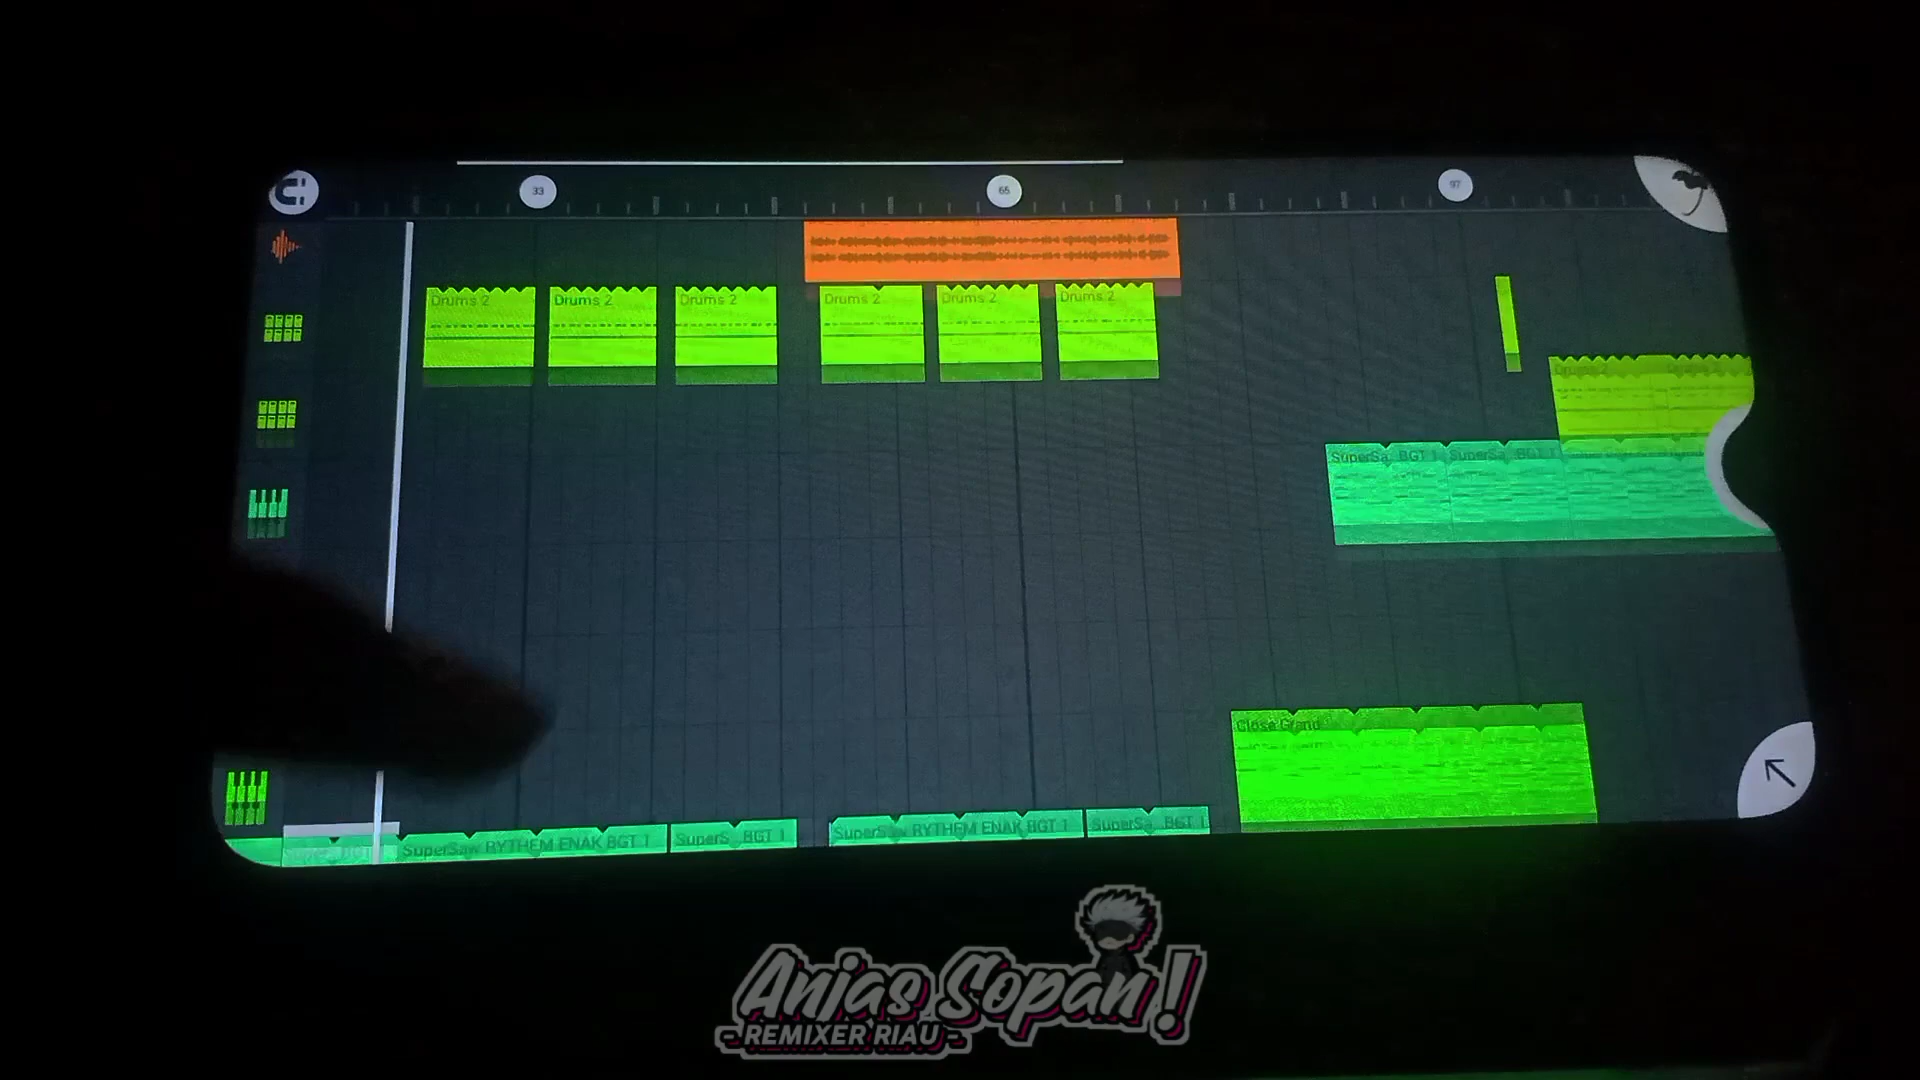 33
65
97
Drums 2
Drums 2
Drums 2
Drums 2
Drums 2
Drums 2
SuperSa BGT 1
SuperSa BGT 1
Close Grand
SuperSaw RYTHEM ENAK BGT 1
SuperS BGT 1
SuperSaw RYTHEM ENAK BGT 1
SuperSa BGT 1
Anjas Sopan!
- REMIXER RIAU -